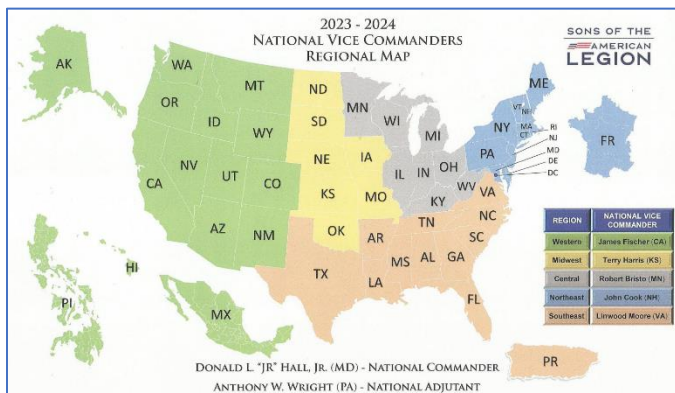 2023 - 2024
NATIONAL VICE COMMANDERS
REGIONAL MAP
SONS OF THE
AMERICAN
LEGION
AK
WA
MT
ND
MN
ME
OR
ID
SD
WI
MI
VT
NH
NY
MA
CT
RI
NJ
MD
DE
DC
WY
NE
IA
PA
FR
NV
UT
CO
KS
MO
IL
IN
OH
WV
VA
KY
CA
AZ
NM
OK
AR
TN
NC
SC
MS
AL
GA
TX
LA
FL
HI
PI
MX
PR
REGION NATIONAL VICE COMMANDER
Western James Fischer (CA)
Midwest Terry Harris (KS)
Central Robert Bristo (MN)
Northeast John Cook (NH)
Southeast Linwood Moore (VA)
DONALD L. "JR" HALL, JR. (MD) - NATIONAL COMMANDER
ANTHONY W. WRIGHT (PA) - NATIONAL ADJUTANT